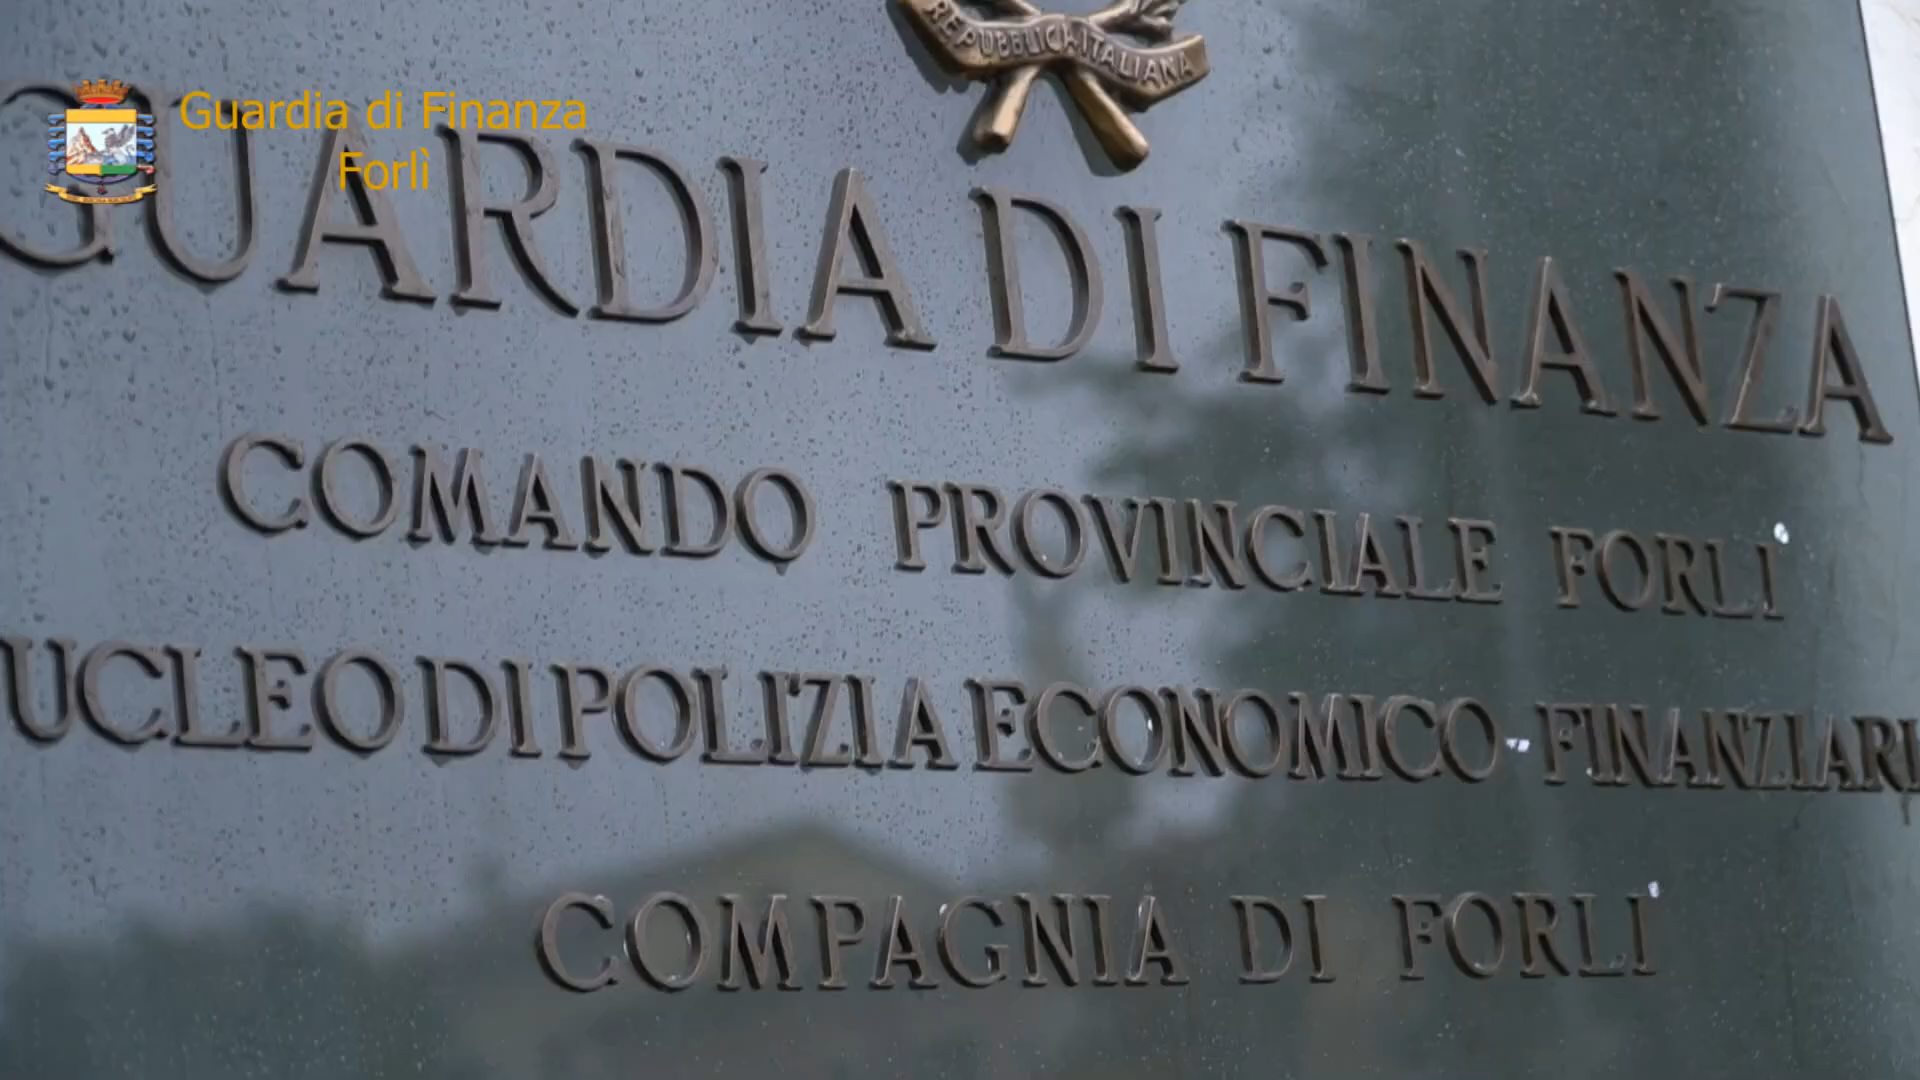 REPUBBLICA ITALIANA
Guardia di Finanza
Forlì
GUARDIA DI FINANZA
COMANDO PROVINCIALE FORLI'
UCLEO DI POLIZIA ECONOMICO-FINANZIARI
COMPAGNIA DI FORLI'